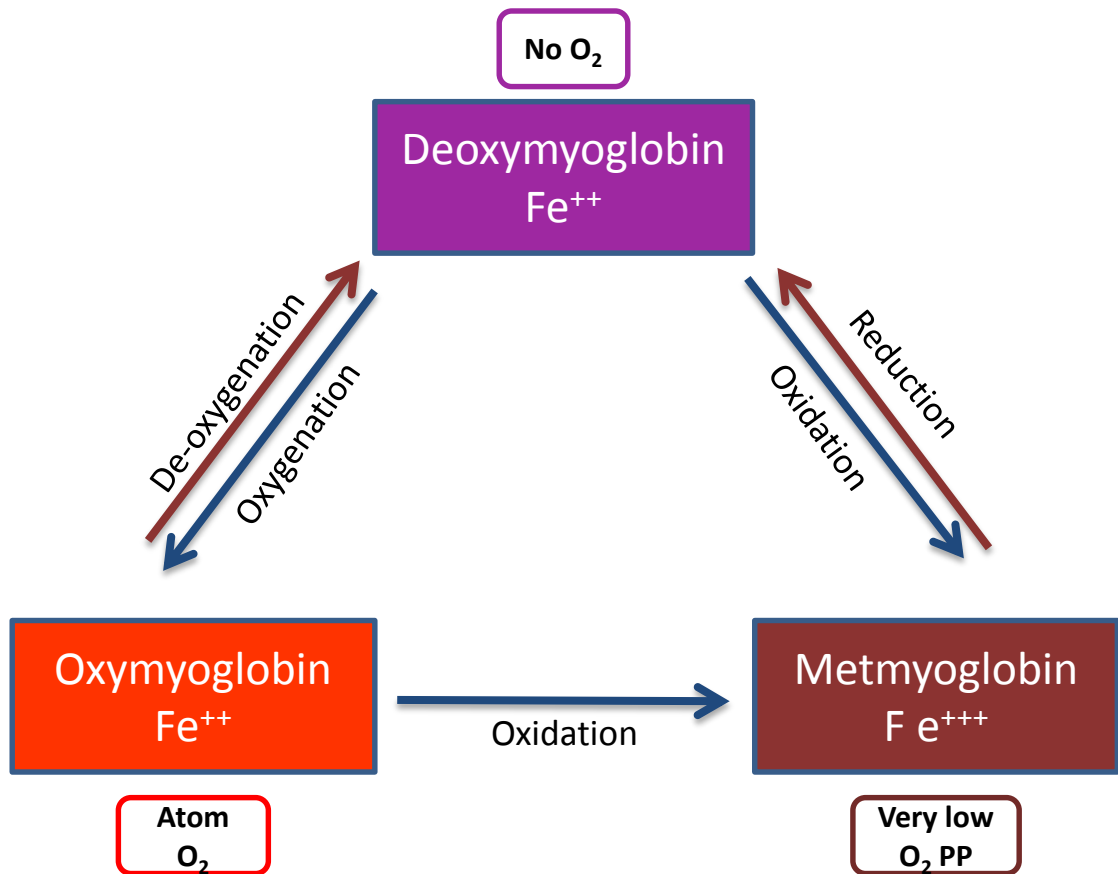 No O₂
Deoxymyoglobin
Fe⁺⁺
De-oxygenation
Oxygenation
Reduction
Oxidation
Oxymyoglobin
Fe⁺⁺
Oxidation
Metmyoglobin
F e⁺⁺⁺
Atom
O₂
Very low
O₂ PP